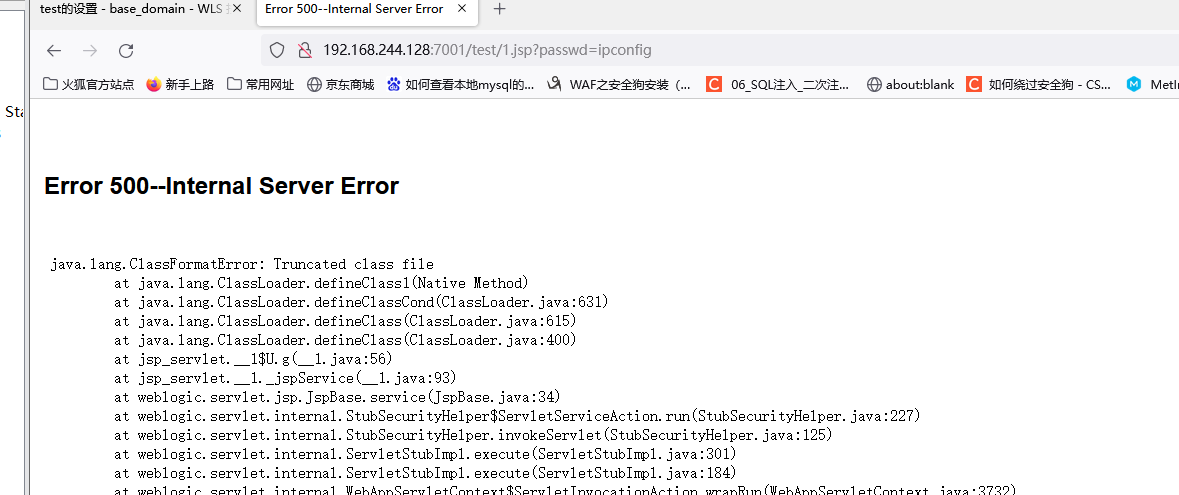 test的设置 - base_domain - WLS
Error 500--Internal Server Error
192.168.244.128:7001/test/1.jsp?passwd=ipconfig
火狐官方站点 新手上路 常用网址 京东商城 如何查看本地mysql的... WAF之安全狗安装（... 06_SQL注入_二次注... about:blank 如何绕过安全狗 - CS... MetIn
Sta
Error 500--Internal Server Error
java.lang.ClassFormatError: Truncated class file
at java.lang.ClassLoader.defineClass1(Native Method)
at java.lang.ClassLoader.defineClassCond(ClassLoader.java:631)
at java.lang.ClassLoader.defineClass(ClassLoader.java:615)
at java.lang.ClassLoader.defineClass(ClassLoader.java:400)
at jsp_servlet.__1$U.g(__1.java:56)
at jsp_servlet.__1._jspService(__1.java:93)
at weblogic.servlet.jsp.JspBase.service(JspBase.java:34)
at weblogic.servlet.internal.StubSecurityHelper$ServletServiceAction.run(StubSecurityHelper.java:227)
at weblogic.servlet.internal.StubSecurityHelper.invokeServlet(StubSecurityHelper.java:125)
at weblogic.servlet.internal.ServletStubImpl.execute(ServletStubImpl.java:301)
at weblogic.servlet.internal.ServletStubImpl.execute(ServletStubImpl.java:184)
at weblogic.servlet.internal.WebAppServletContext$ServletInvocationAction.wrapRun(WebAppServletContext.java:3732)